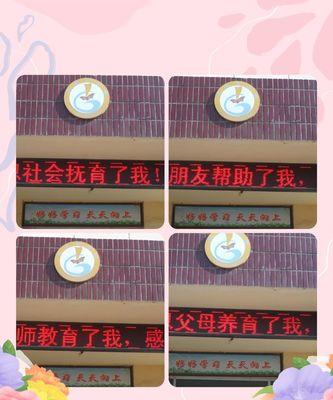 社会抚育了我！
好好学习 天天向上
朋友帮助了我，
好好学习 天天向上
师教育了我，感
好好学习 天天向上
父母养育了我，
好好学习 天天向上